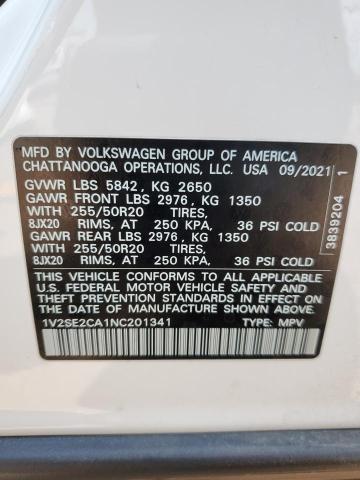 MFD BY VOLKSWAGEN GROUP OF AMERICA
CHATTANOOGA OPERATIONS, LLC. USA 09/2021
GVWR LBS 5842, KG 2650
GAWR FRONT LBS 2976, KG 1350
WITH 255/50R20 TIRES,
8JX20 RIMS, AT 250 KPA, 36 PSI COLD
GAWR REAR LBS 2976, KG 1350
WITH 255/50R20 TIRES,
8JX20 RIMS, AT 250 KPA, 36 PSI COLD
THIS VEHICLE CONFORMS TO ALL APPLICABLE
U.S. FEDERAL MOTOR VEHICLE SAFETY AND
THEFT PREVENTION STANDARDS IN EFFECT ON
THE DATE OF MANUFACTURE SHOWN ABOVE.
1V2SE2CA1NC201341 TYPE: MPV
3839204 1